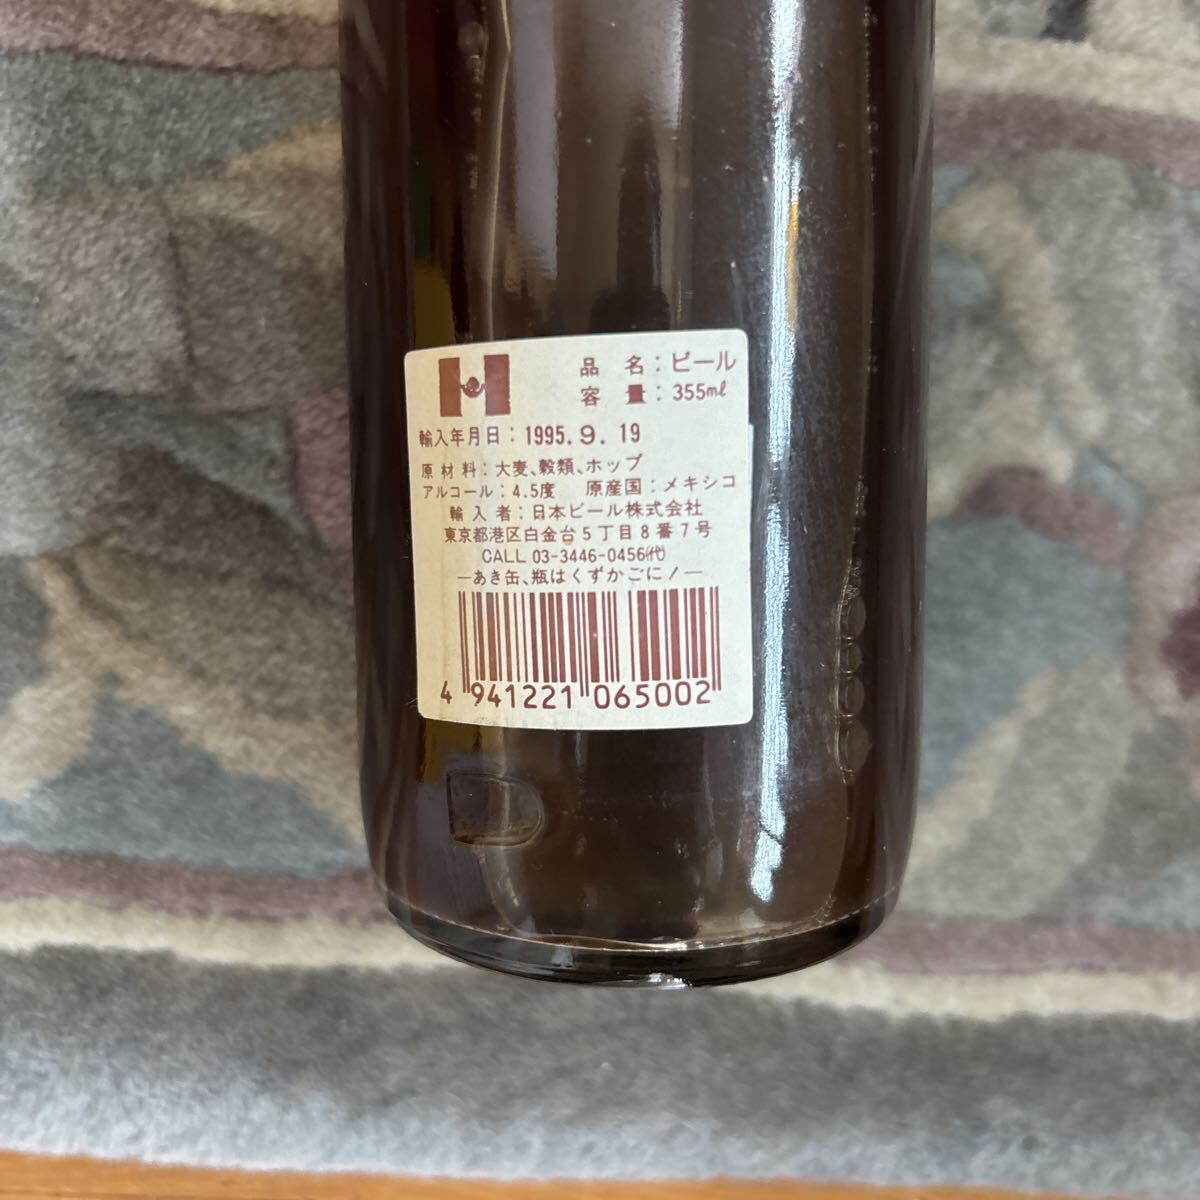 品 名：ビール
容 量：355ml
輸入年月日：1995. 9. 19
原 材 料：大麦、穀類、ホップ
アルコール：4.5度 原産国：メキシコ
輸 入 者：日本ビール株式会社
東京都港区白金台５丁目８番７号
CALL 03-3446-0456㈹
—あき缶、瓶はくずかごに！—
4 941221 065002